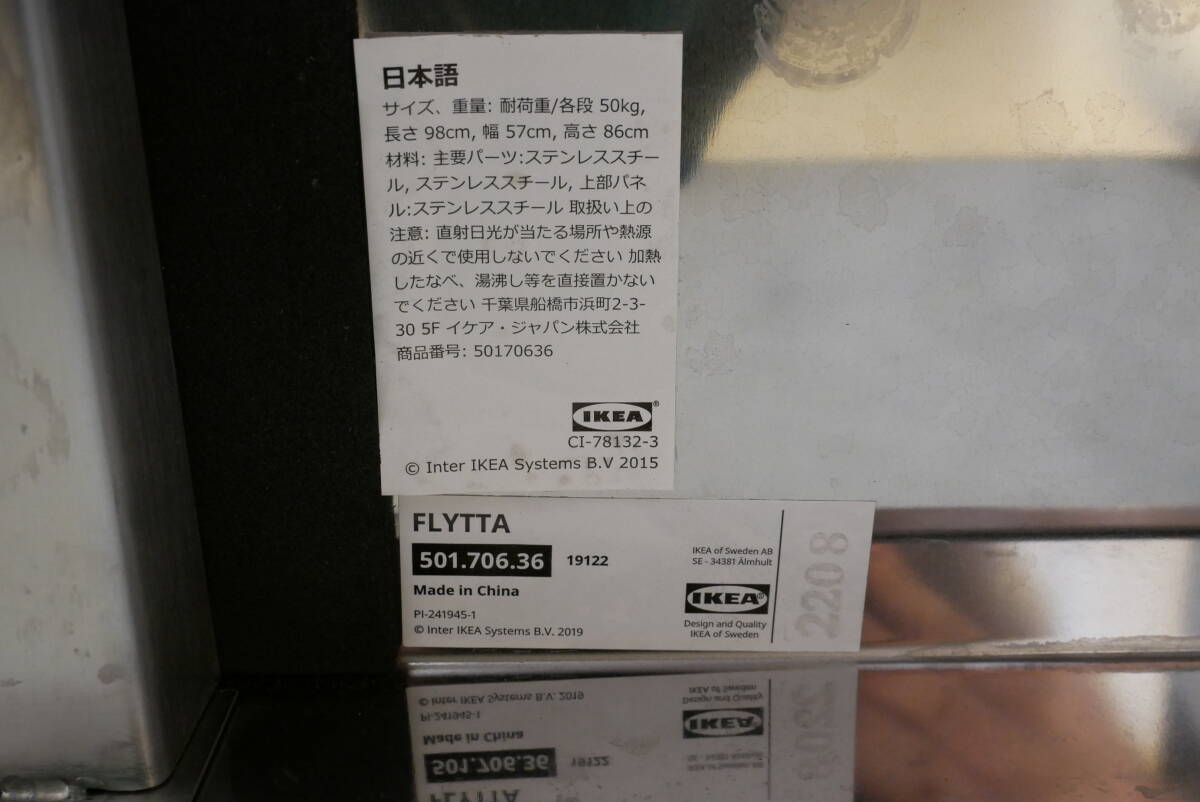 日本語
サイズ、重量: 耐荷重/各段 50kg,
長さ 98cm, 幅 57cm, 高さ 86cm
材料: 主要パーツ:ステンレススチー
ル, ステンレススチール, 上部パネ
ル:ステンレススチール 取扱い上の
注意: 直射日光が当たる場所や熱源
の近くで使用しないでください 加熱
したなべ、湯沸し等を直接置かない
でください 千葉県船橋市浜町2-3-
30 5F イケア・ジャパン株式会社
商品番号: 50170636
IKEA®
CI-78132-3
© Inter IKEA Systems B.V 2015
FLYTTA
501.706.36 19122
Made in China
PI-241945-1
© Inter IKEA Systems B.V. 2019
IKEA of Sweden AB
SE - 34381 Älmhult
IKEA®
Design and Quality
IKEA of Sweden
2208